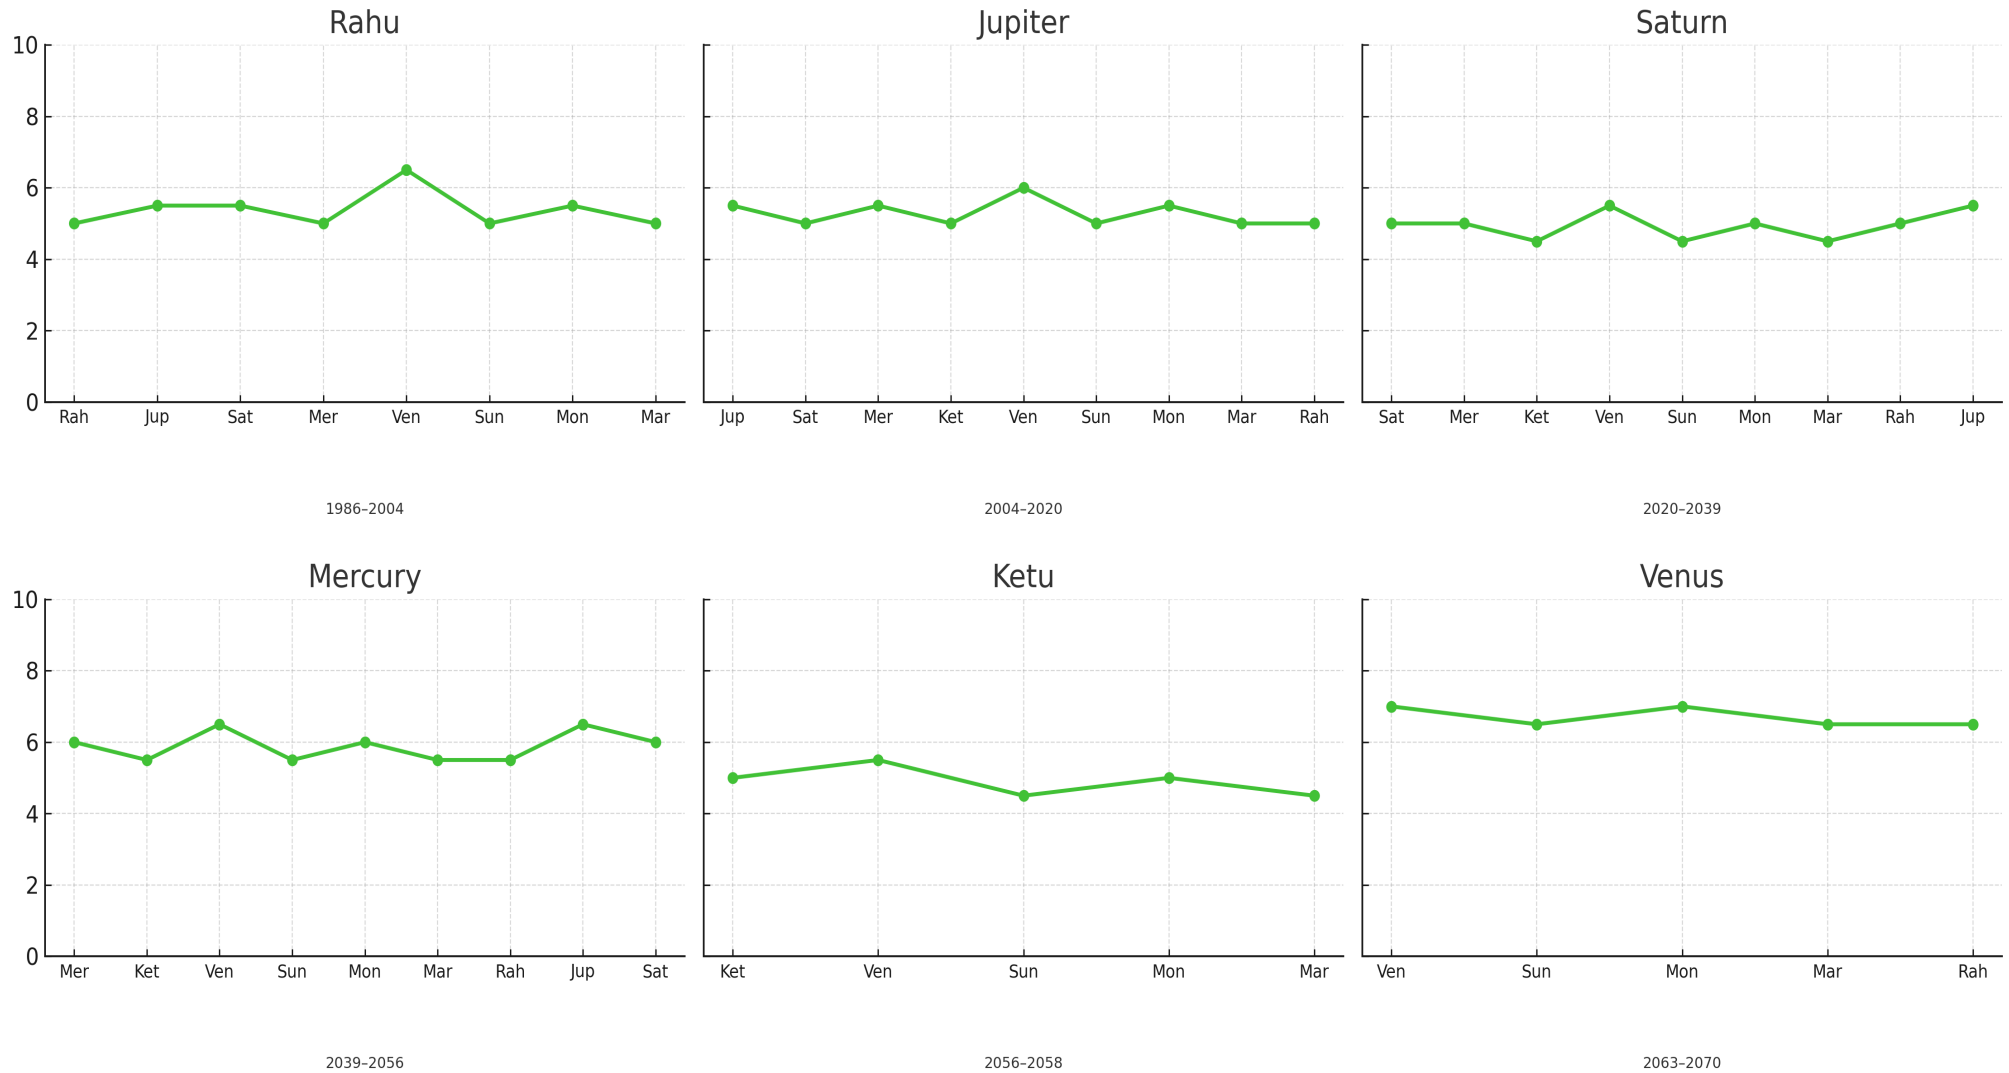 Rahu
10
8
6
4
2
0
Rah Jup Sat Mer Ven Sun Mon Mar
1986–2004
Jupiter
Jup Sat Mer Ket Ven Sun Mon Mar Rah
2004–2020
Saturn
Sat Mer Ket Ven Sun Mon Mar Rah Jup
2020–2039
Mercury
10
8
6
4
2
0
Mer Ket Ven Sun Mon Mar Rah Jup Sat
2039–2056
Ketu
Ket Ven Sun Mon Mar
2056–2058
Venus
Ven Sun Mon Mar Rah
2063–2070